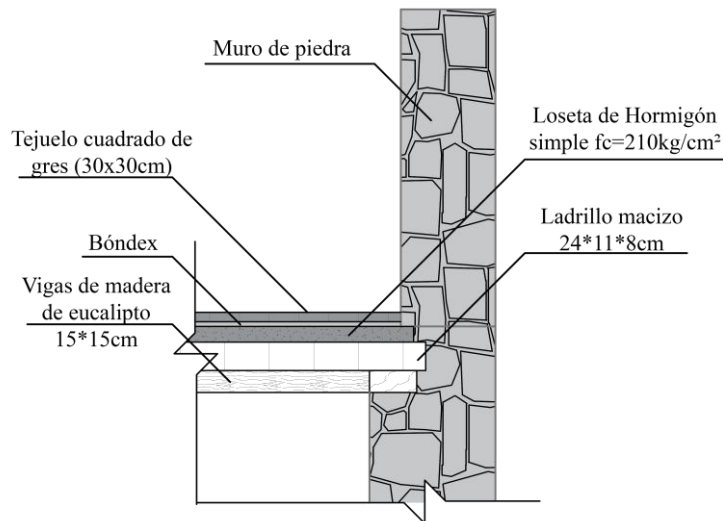 Muro de piedra
Loseta de Hormigón
simple fc=210kg/cm²
Tejuelo cuadrado de
gres (30x30cm)
Ladrillo macizo
24*11*8cm
Bóndex
Vigas de madera
de eucalipto
15*15cm